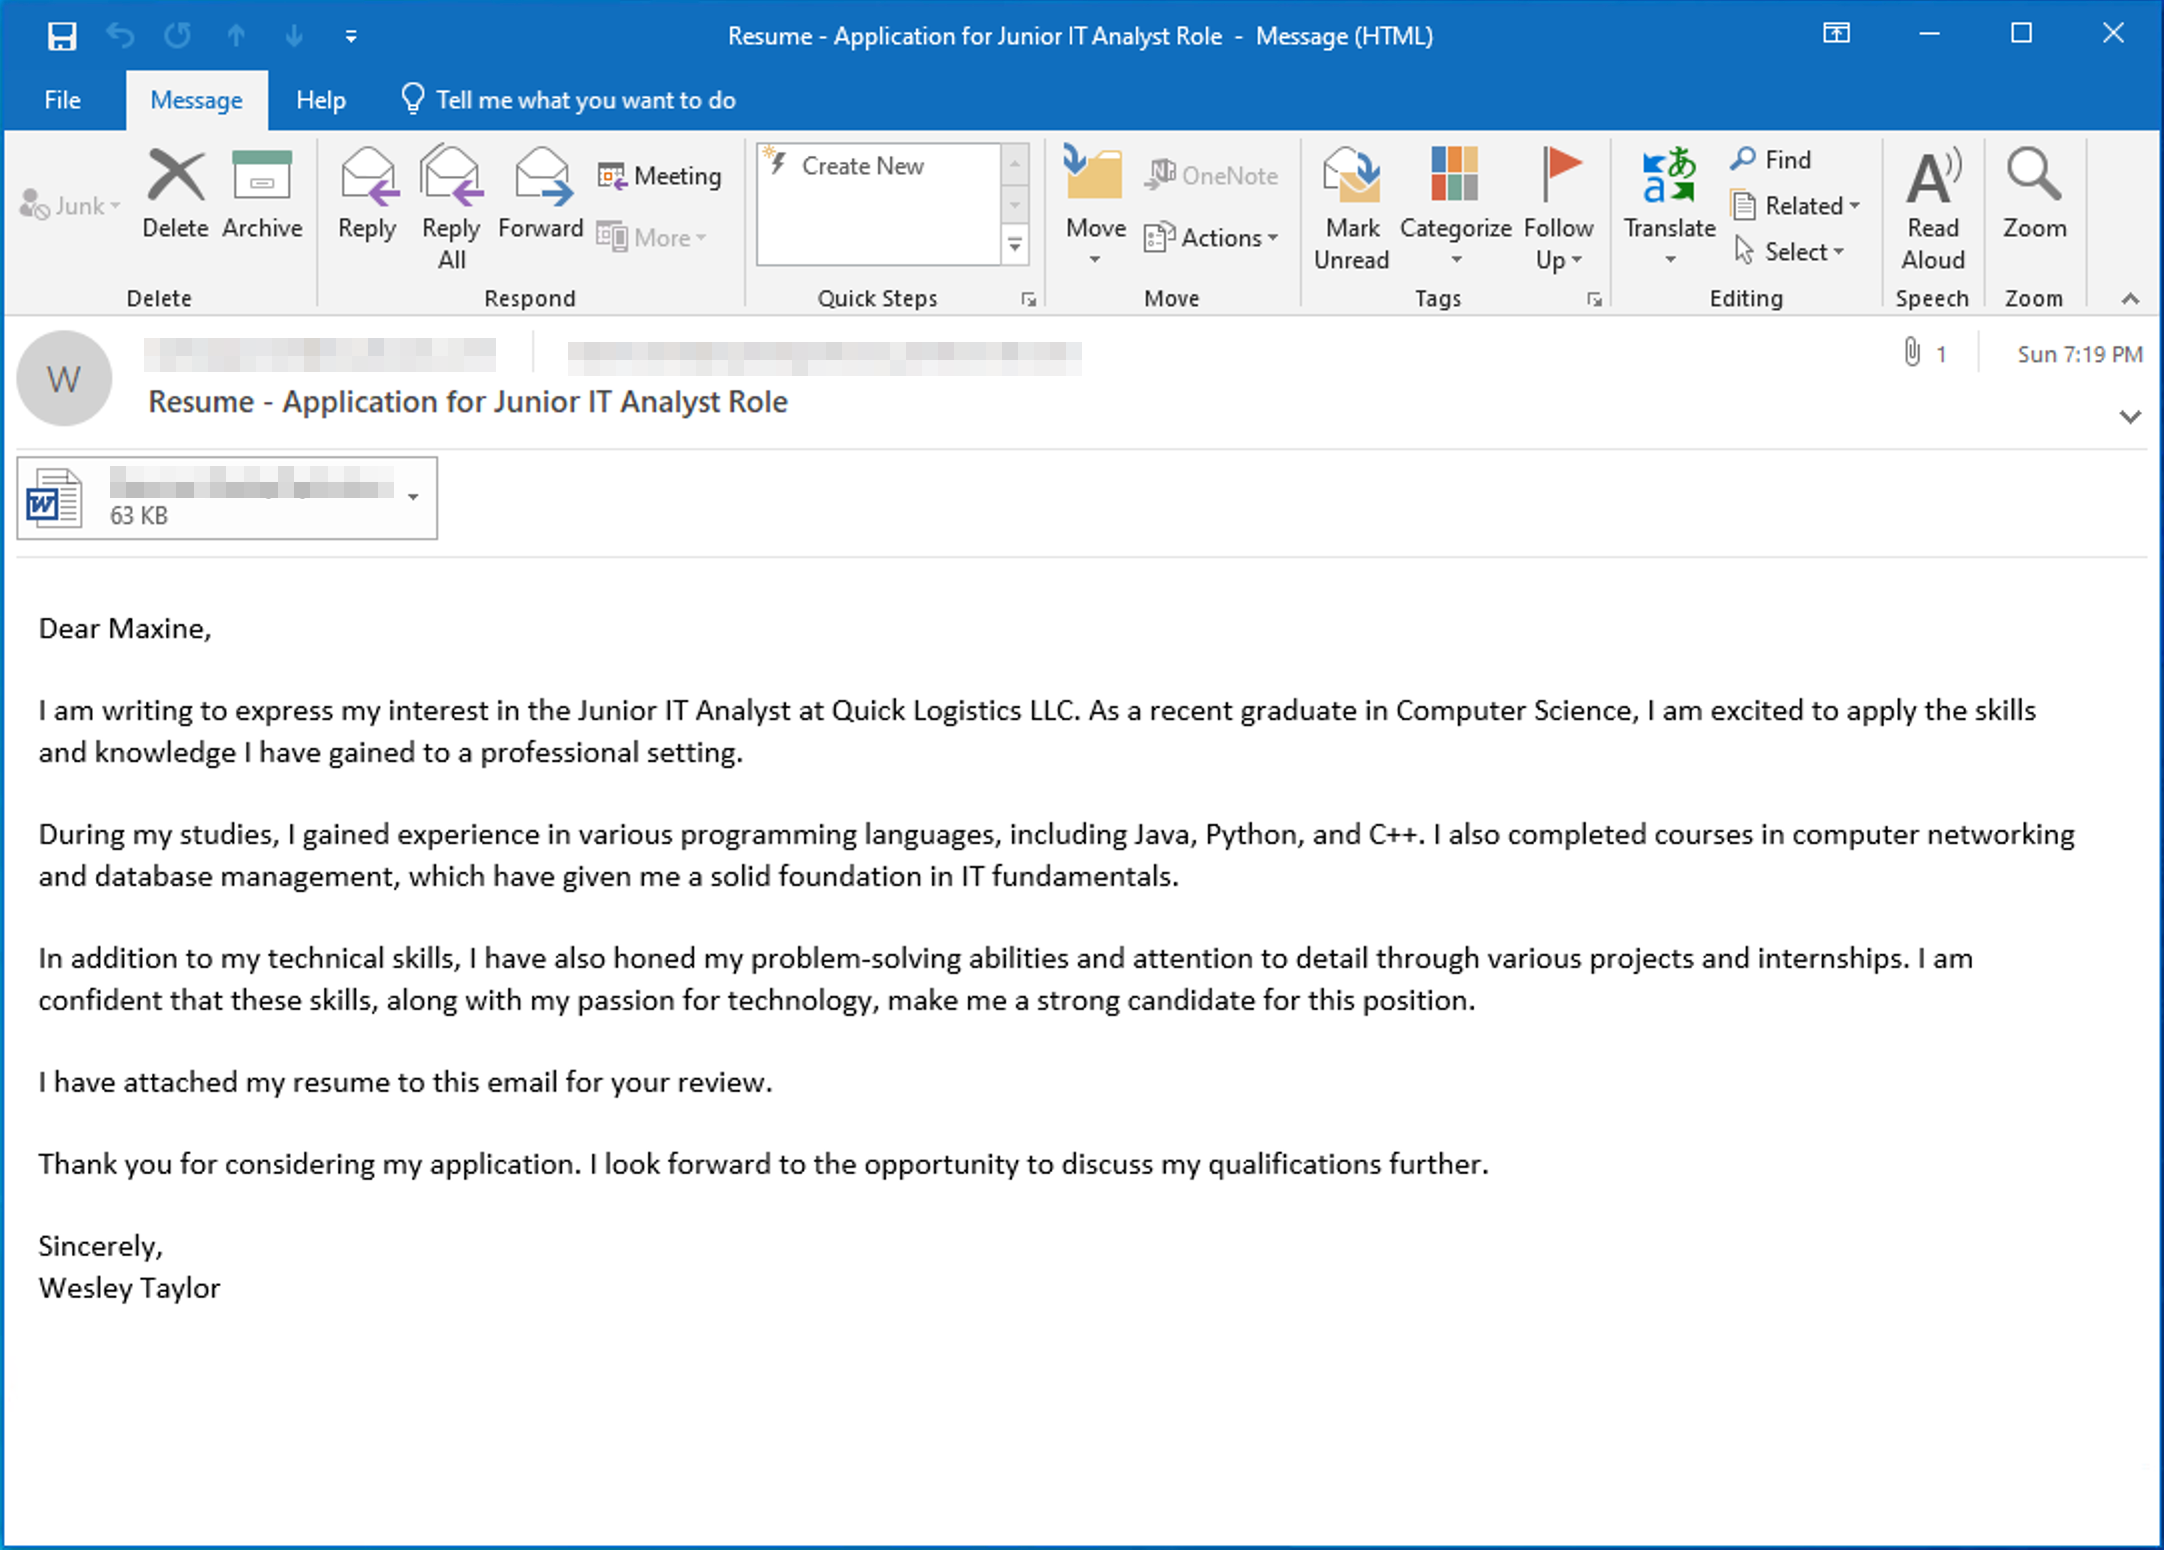 Resume - Application for Junior IT Analyst Role - Message (HTML)
File Message Help Tell me what you want to do
Junk
Delete
Archive
Reply
Reply All
Forward
Meeting
More
Create New
Move
OneNote
Actions
Mark Unread
Categorize
Follow Up
Translate
Find
Related
Select
Read Aloud
Zoom
Delete Respond Quick Steps Move Tags Editing Speech Zoom
W
1 Sun 7:19 PM
Resume - Application for Junior IT Analyst Role
W
63 KB
Dear Maxine,
I am writing to express my interest in the Junior IT Analyst at Quick Logistics LLC. As a recent graduate in Computer Science, I am excited to apply the skills
and knowledge I have gained to a professional setting.
During my studies, I gained experience in various programming languages, including Java, Python, and C++. I also completed courses in computer networking
and database management, which have given me a solid foundation in IT fundamentals.
In addition to my technical skills, I have also honed my problem-solving abilities and attention to detail through various projects and internships. I am
confident that these skills, along with my passion for technology, make me a strong candidate for this position.
I have attached my resume to this email for your review.
Thank you for considering my application. I look forward to the opportunity to discuss my qualifications further.
Sincerely,
Wesley Taylor